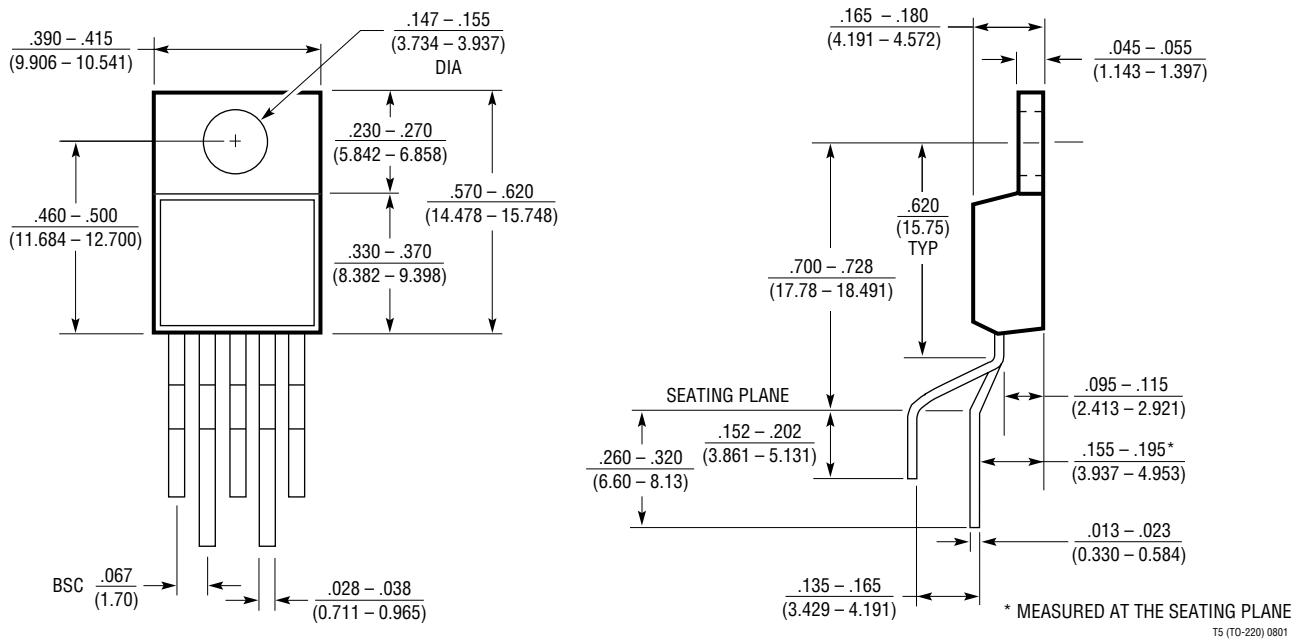 .390 – .415
(9.906 – 10.541)
.147 – .155
(3.734 – 3.937)
DIA
.230 – .270
(5.842 – 6.858)
.570 – .620
(14.478 – 15.748)
.460 – .500
(11.684 – 12.700)
.330 – .370
(8.382 – 9.398)
BSC
.067
(1.70)
.028 – .038
(0.711 – 0.965)
.165 – .180
(4.191 – 4.572)
.045 – .055
(1.143 – 1.397)
.620
(15.75)
TYP
.700 – .728
(17.78 – 18.491)
SEATING PLANE
.152 – .202
(3.861 – 5.131)
.260 – .320
(6.60 – 8.13)
.095 – .115
(2.413 – 2.921)
.155 – .195*
(3.937 – 4.953)
.013 – .023
(0.330 – 0.584)
.135 – .165
(3.429 – 4.191)
* MEASURED AT THE SEATING PLANE
T5 (TO-220) 0801